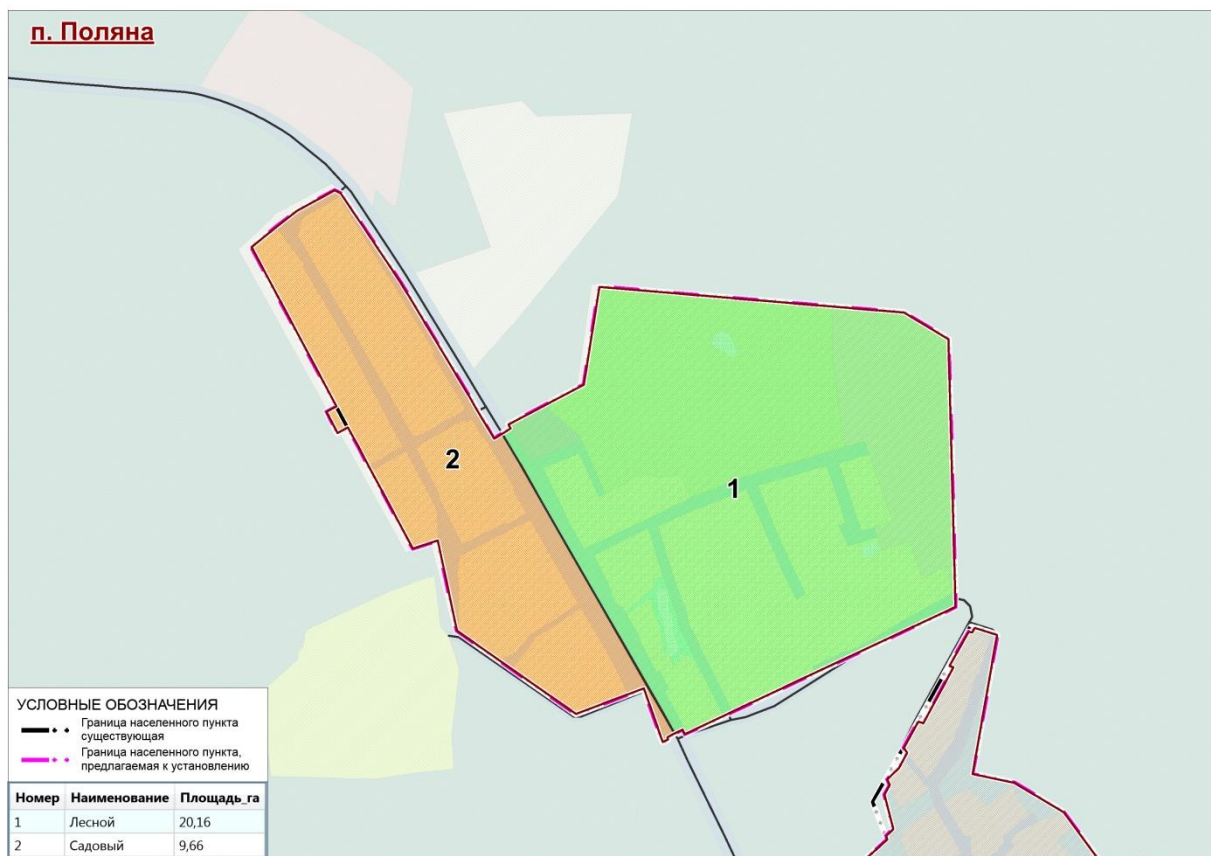 п. Поляна
2
1
УСЛОВНЫЕ ОБОЗНАЧЕНИЯ
Граница населенного пункта
существующая
Граница населенного пункта,
предлагаемая к установлению
Номер Наименование Площадь_га
1 Лесной 20,16
2 Садовый 9,66